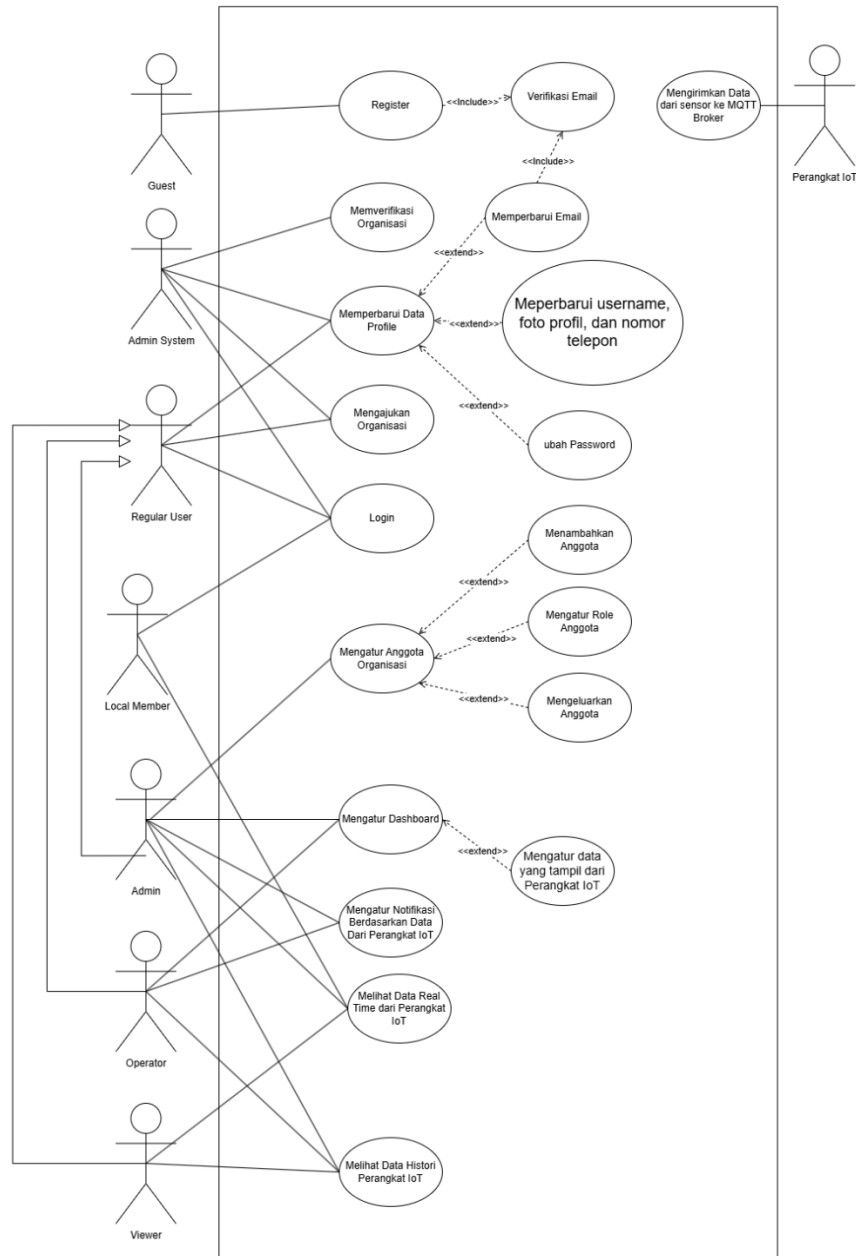 Guest
Register
<<Include>>
Verifikasi Email
Mengirimkan Data
dari sensor ke MQTT
Broker
Perangkat IoT
<<Include>>
Admin System
Memverifikasi
Organisasi
Memperbarui Email
<<extend>>
Memperbarui Data
Profile
<<extend>>
Meperbarui username,
foto profil, dan nomor
telepon
<<extend>>
Regular User
Mengajukan
Organisasi
ubah Password
Login
Local Member
Menambahkan
Anggota
<<extend>>
Mengatur Anggota
Organisasi
<<extend>>
Mengatur Role
Anggota
<<extend>>
Mengeluarkan
Anggota
Admin
Mengatur Dashboard
<<extend>>
Mengatur data
yang tampil dari
Perangkat IoT
Mengatur Notifikasi
Berdasarkan Data
Dari Perangkat IoT
Operator
Melihat Data Real
Time dari Perangkat
IoT
Viewer
Melihat Data Histori
Perangkat IoT